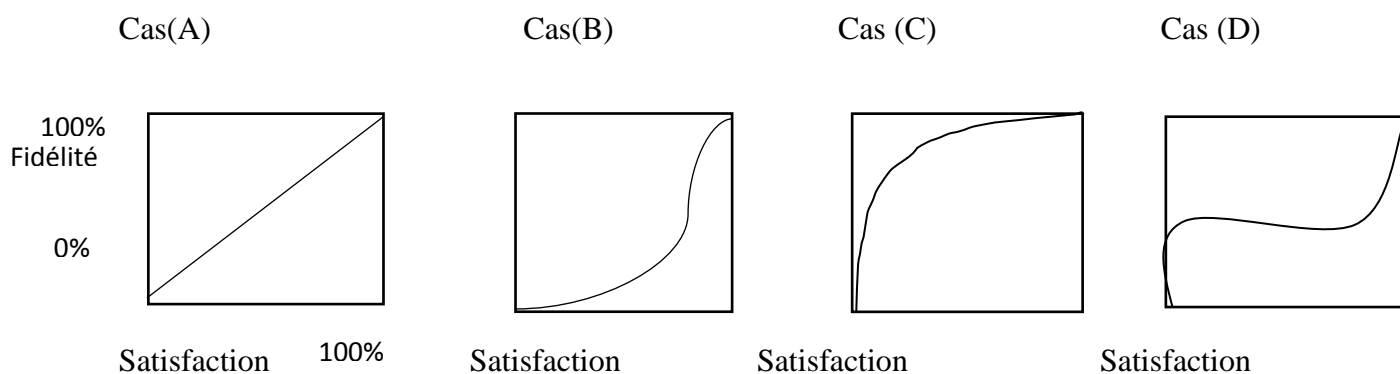 Cas(A) Cas(B) Cas (C) Cas (D)
100%
Fidélité
0%
Satisfaction 100% Satisfaction Satisfaction Satisfaction